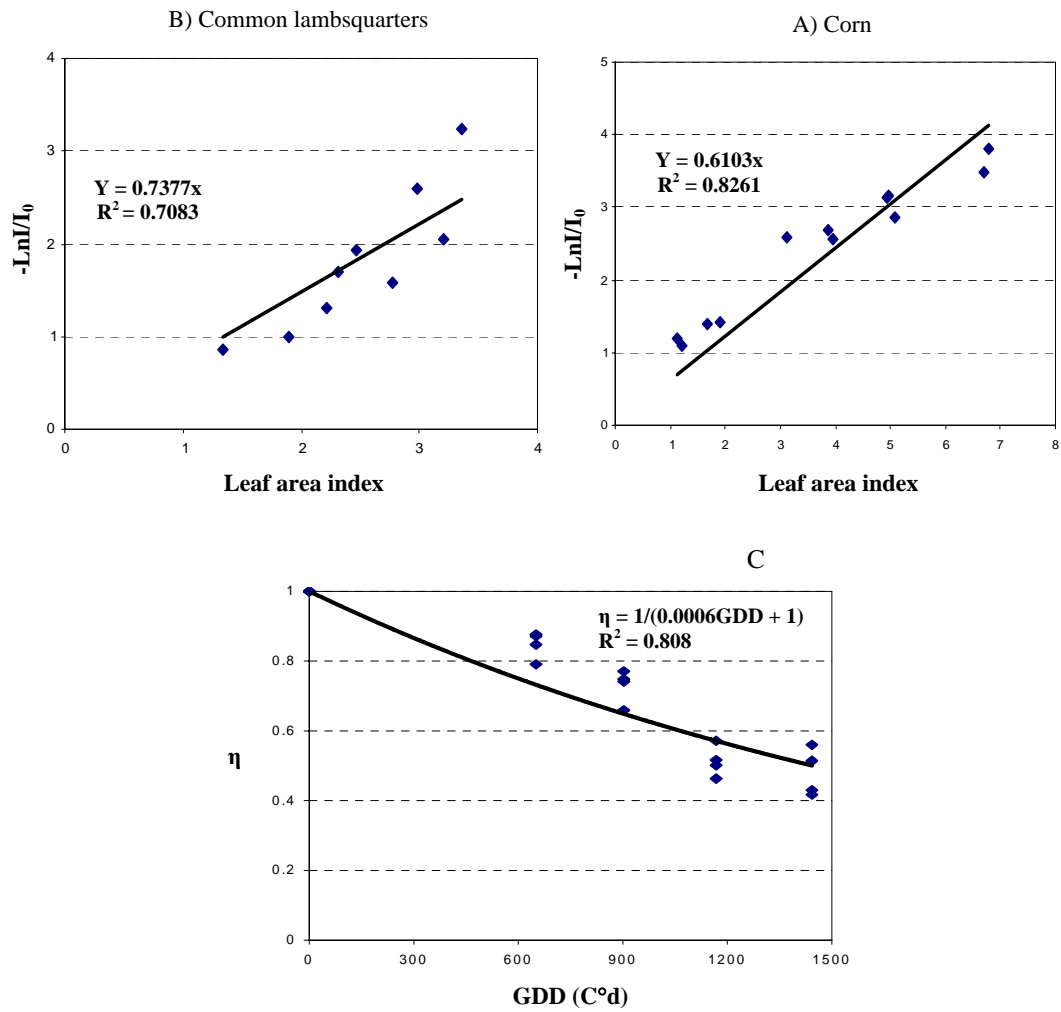 B) Common lambsquarters
4
3
2
1
0
0 1 2 3 4
-LnI/I₀
Y = 0.7377x
R² = 0.7083
Leaf area index
A) Corn
5
4
3
2
1
0
0 1 2 3 4 5 6 7 8
-LnI/I₀
Y = 0.6103x
R² = 0.8261
Leaf area index
C
1
0.8
0.6
0.4
0.2
0
η
η = 1/(0.0006GDD + 1)
R² = 0.808
0 300 600 900 1200 1500
GDD (C°d)